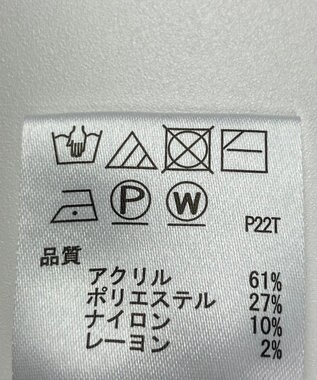 P W P22T
品質
アクリル 61%
ポリエステル 27%
ナイロン 10%
レーヨン 2%